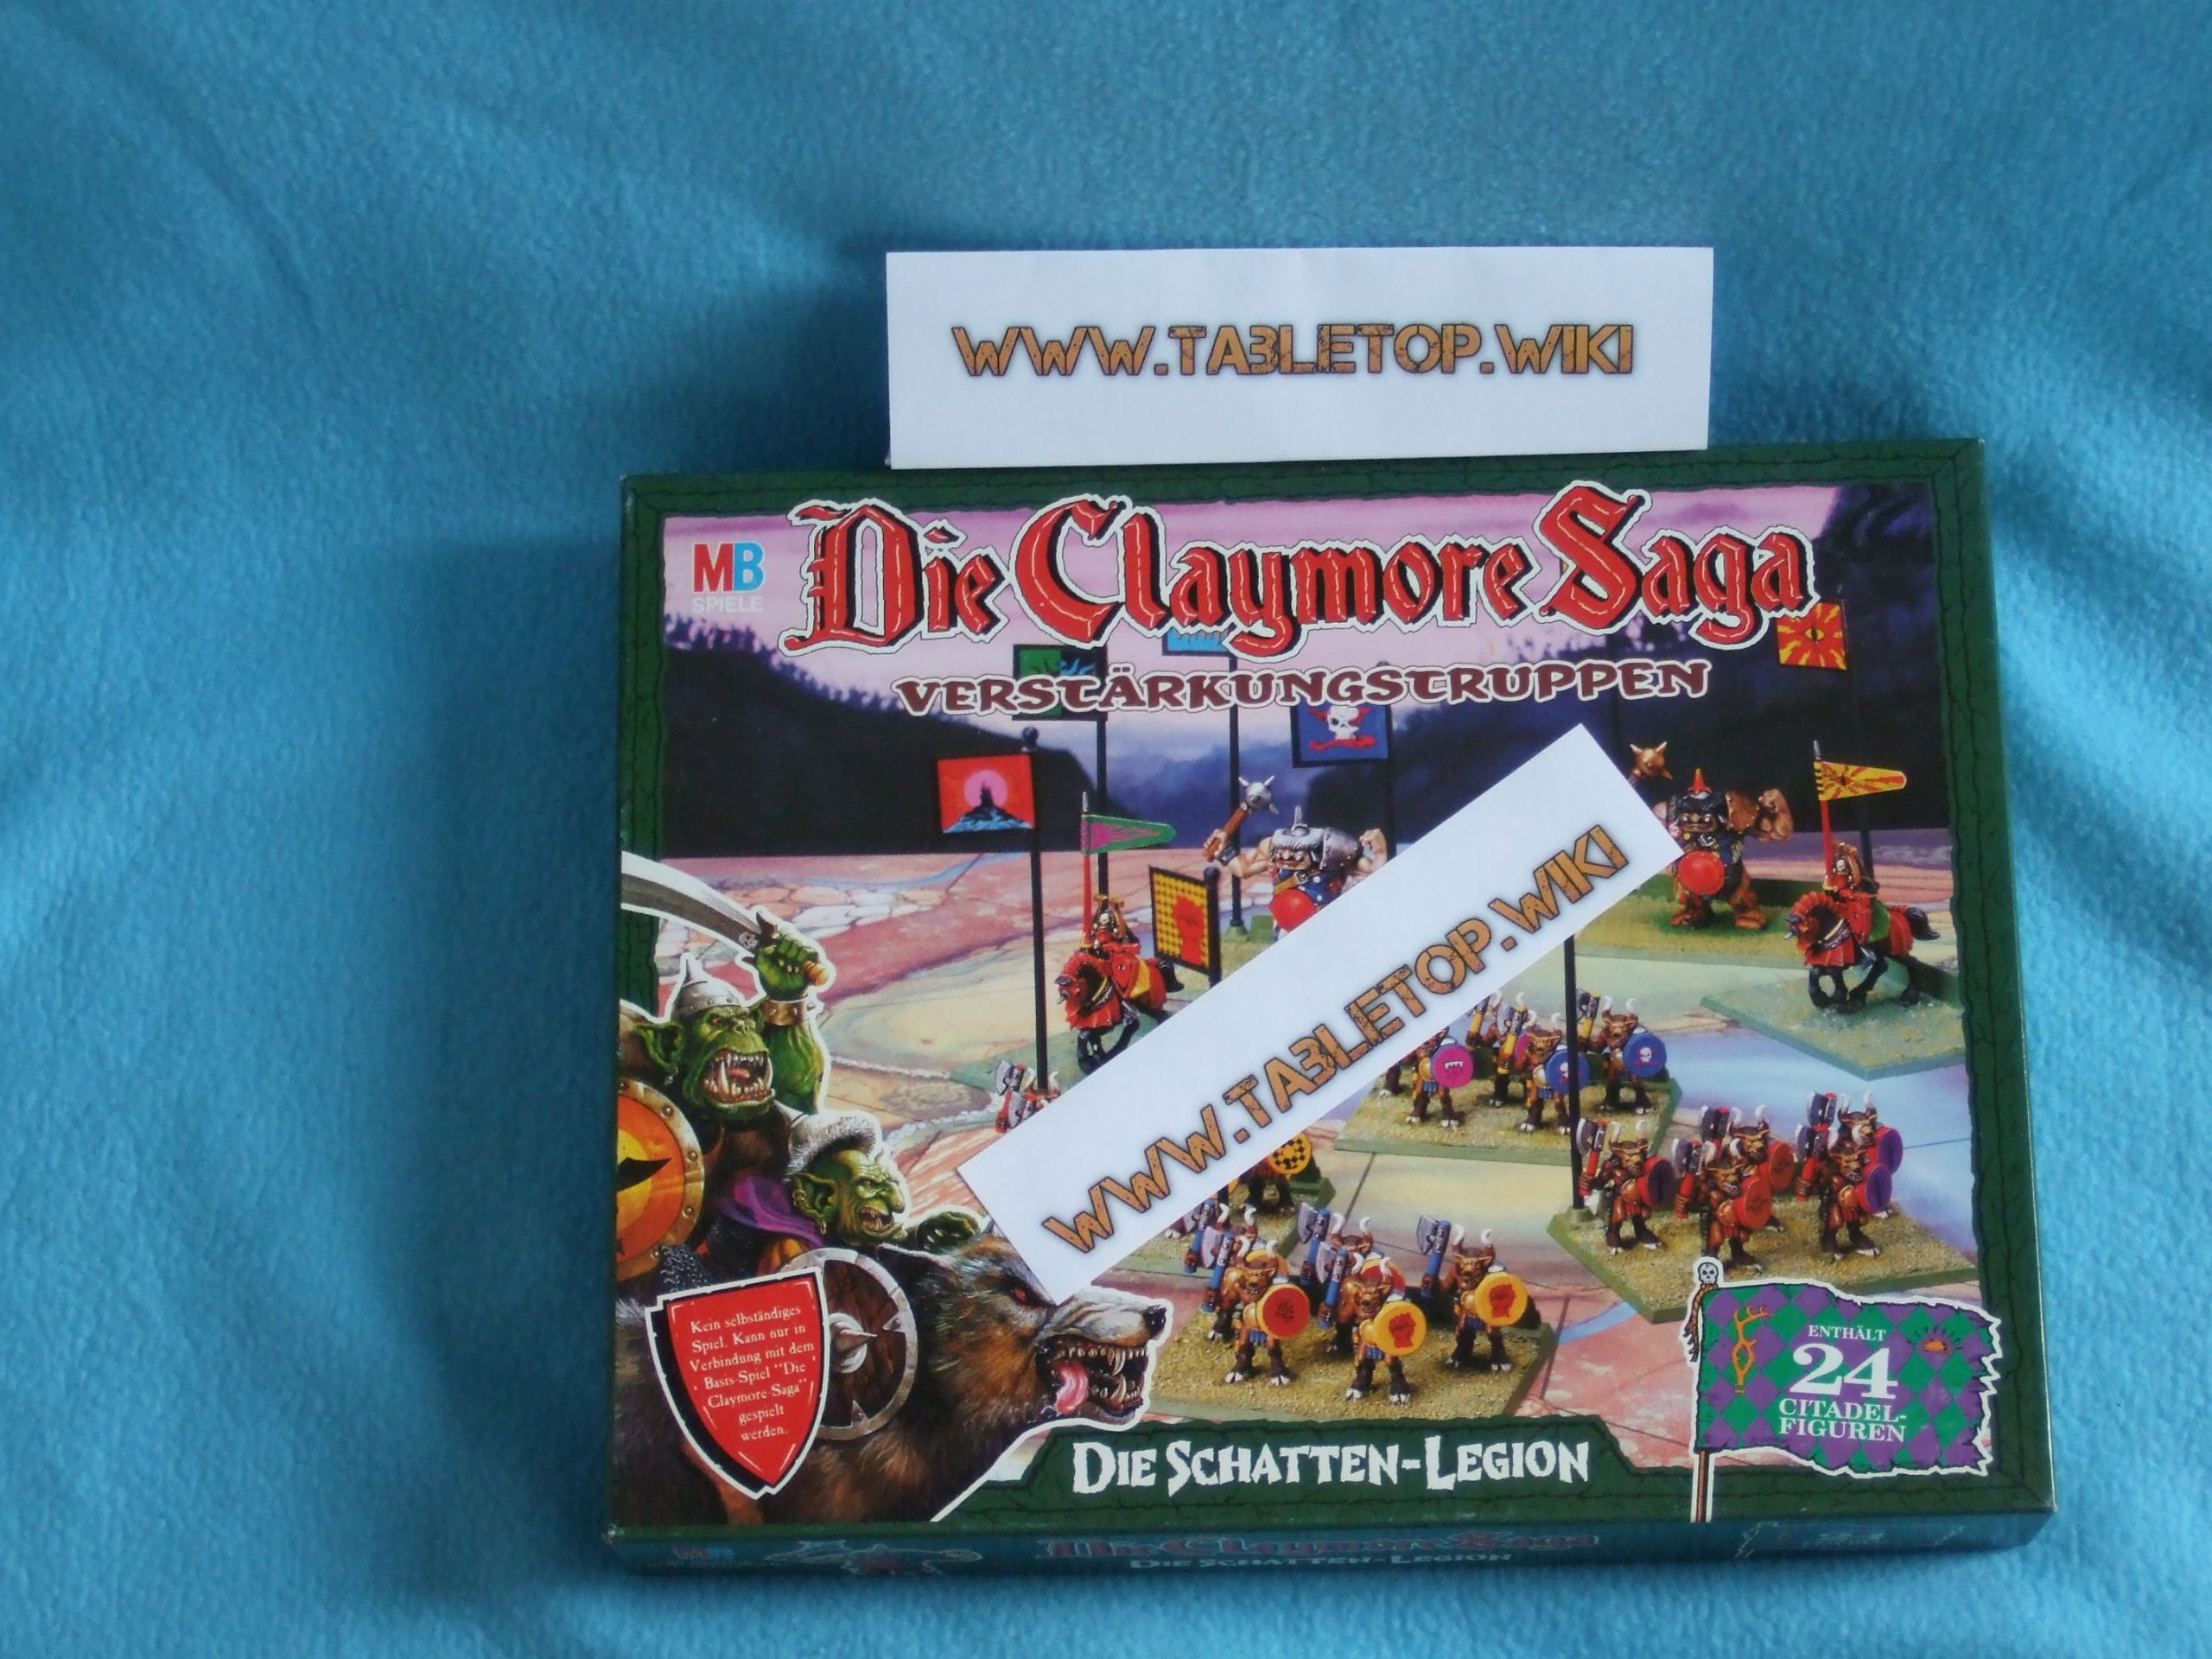 WWW.TABLETOP.WIKI
MB
SPIELE
Die Claymore Saga
VERSTÄRKUNGSTRUPPEN
WWW.TABLETOP.WIKI
Kein selbständiges
Spiel. Kann nur in
Verbindung mit dem
Basis-Spiel "Die
Claymore-Saga"
gespielt
werden.
ENTHÄLT
24
CITADEL-
FIGUREN
DIE SCHATTEN-LEGION
MB
Die Claymore Saga
DIE SCHATTEN-LEGION